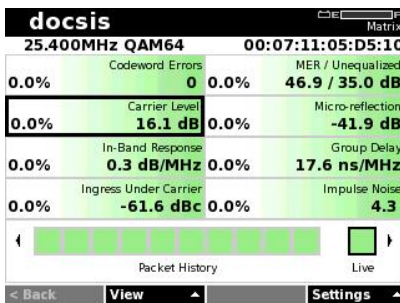 docsis
Matrix
25.400MHz QAM64 00:07:11:05:D5:10
Codeword Errors
0.0% 0
MER / Unequalized
0.0% 46.9 / 35.0 dB
Carrier Level
0.0% 16.1 dB
Micro-reflection
0.0% -41.9 dB
In-Band Response
0.0% 0.3 dB/MHz
Group Delay
0.0% 17.6 ns/MHz
Ingress Under Carrier
0.0% -61.6 dBc
Impulse Noise
0.0% 4.3
Packet History Live
< Back View Settings